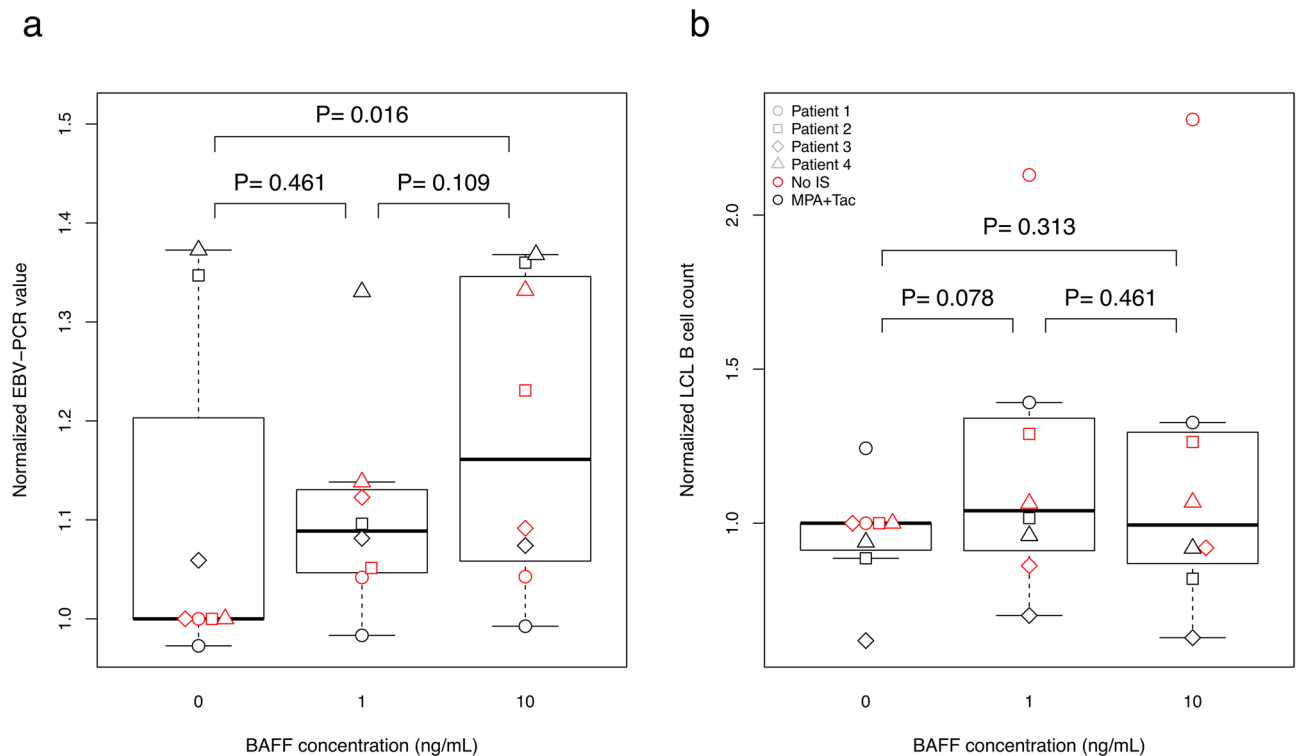 a
P= 0.016
P= 0.461
P= 0.109
1.5
1.4
1.3
1.2
1.1
1.0
Normalized EBV−PCR value
0
1
10
BAFF concentration (ng/mL)
b
Patient 1
Patient 2
Patient 3
Patient 4
No IS
MPA+Tac
P= 0.313
P= 0.078
P= 0.461
2.0
1.5
1.0
Normalized LCL B cell count
0
1
10
BAFF concentration (ng/mL)